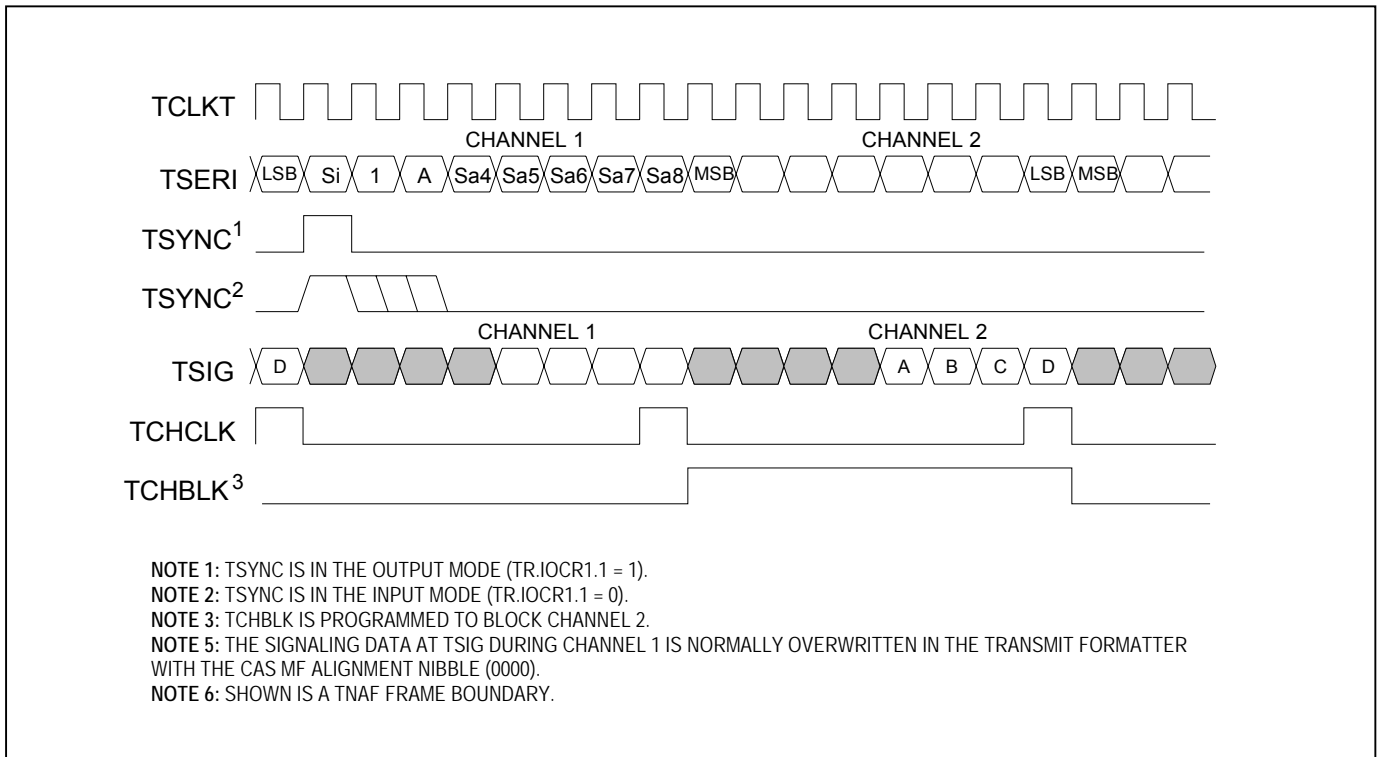 TCLKT
CHANNEL 1 CHANNEL 2
TSERI LSB Si 1 A Sa4 Sa5 Sa6 Sa7 Sa8 MSB LSB MSB
TSYNC1
TSYNC2
CHANNEL 1 CHANNEL 2
TSIG D A B C D
TCHCLK
TCHBLK3
NOTE 1: TSYNC IS IN THE OUTPUT MODE (TR.IOCR1.1 = 1).
NOTE 2: TSYNC IS IN THE INPUT MODE (TR.IOCR1.1 = 0).
NOTE 3: TCHBLK IS PROGRAMMED TO BLOCK CHANNEL 2.
NOTE 5: THE SIGNALING DATA AT TSIG DURING CHANNEL 1 IS NORMALLY OVERWRITTEN IN THE TRANSMIT FORMATTER
WITH THE CAS MF ALIGNMENT NIBBLE (0000).
NOTE 6: SHOWN IS A TNAF FRAME BOUNDARY.